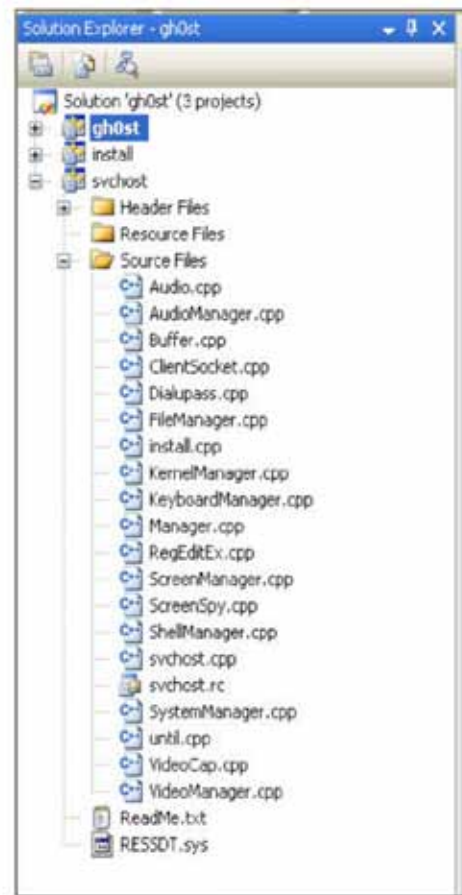 Solution Explorer - gh0st
Solution 'gh0st' (3 projects)
gh0st
install
svchost
Header Files
Resource Files
Source Files
Audio.cpp
AudioManager.cpp
Buffer.cpp
ClientSocket.cpp
Dialupass.cpp
FileManager.cpp
install.cpp
KernelManager.cpp
KeyboardManager.cpp
Manager.cpp
RegEditEx.cpp
ScreenManager.cpp
ScreenSpy.cpp
ShellManager.cpp
svchost.cpp
svchost.rc
SystemManager.cpp
until.cpp
VideoCap.cpp
VideoManager.cpp
ReadMe.txt
RESSDT.sys